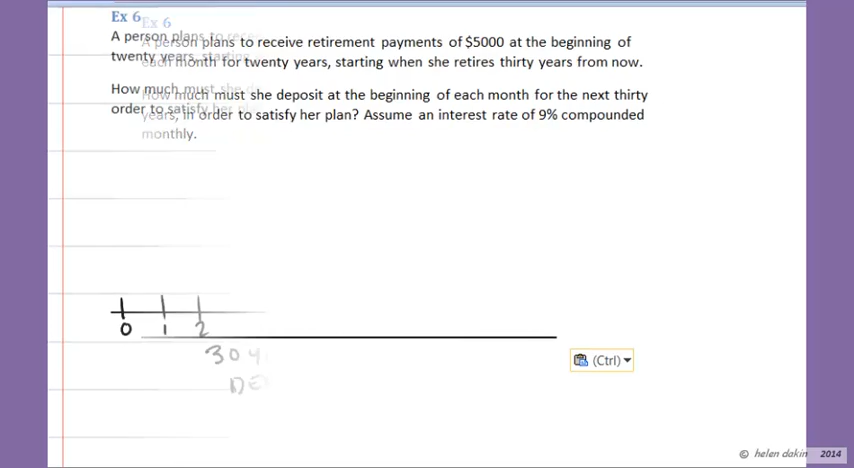 Ex 6
A person plans to receive retirement payments of $5000 at the beginning of
each month for twenty years, starting when she retires thirty years from now.
How much must she deposit at the beginning of each month for the next thirty
years, in order to satisfy her plan? Assume an interest rate of 9% compounded
monthly.
0 1 2
30 y
DE
(Ctrl)
© helen dakin 2014